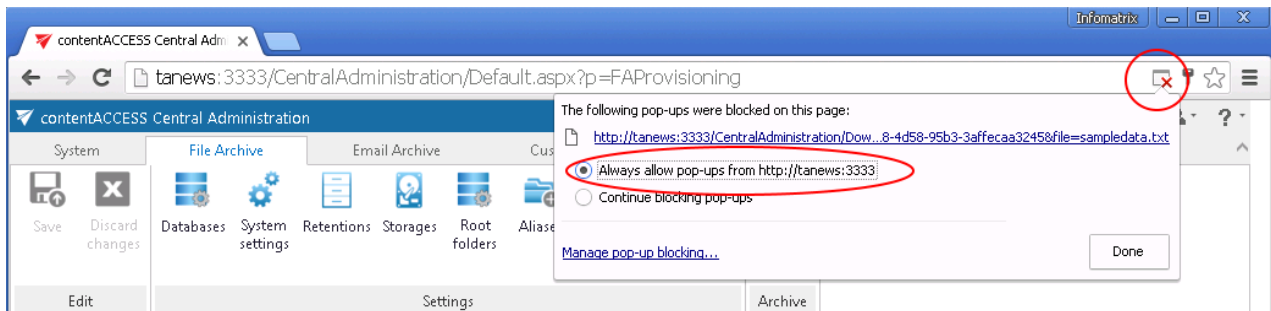 Infomatrix
contentACCESS Central Adm
tanews:3333/CentralAdministration/Default.aspx?p=FAProvisioning
The following pop-ups were blocked on this page:
http://tanews:3333/CentralAdministration/Dow...8-4d58-95b3-3affecaa3245&file=sampledata.txt
Always allow pop-ups from http://tanews:3333
Continue blocking pop-ups
Manage pop-up blocking...
Done
contentACCESS Central Administration
?
System
File Archive
Email Archive
Cus
Save
Discard changes
Databases
System settings
Retentions
Storages
Root folders
Aliase
Edit
Settings
Archive